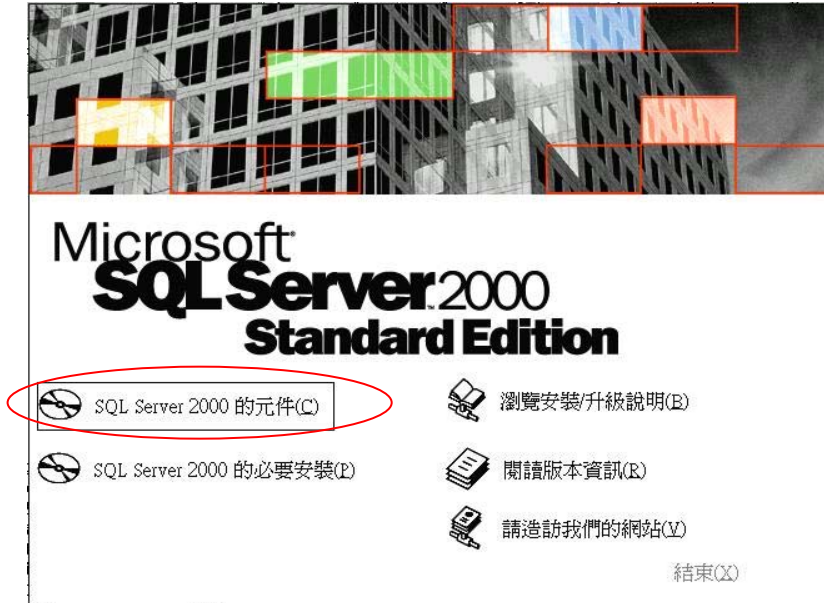 Microsoft
SQL Server 2000
Standard Edition
SQL Server 2000 的元件(C)
SQL Server 2000 的必要安裝(P)
瀏覽安裝/升級說明(B)
閱讀版本資訊(R)
請造訪我們的網站(V)
結束(X)